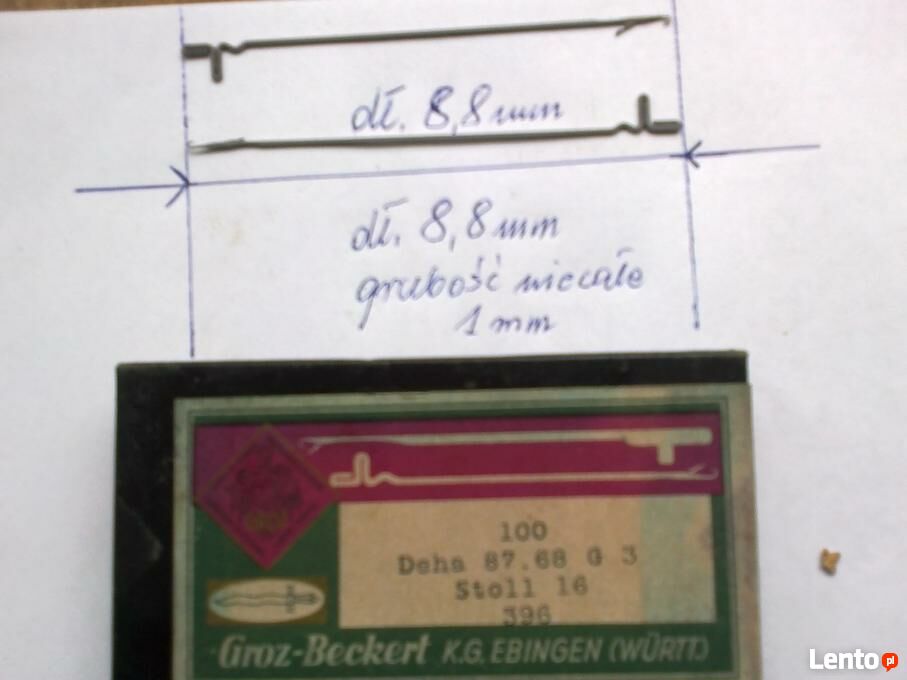 dł. 8,8 mm
dł. 8,8 mm
grubość niecałe
1 mm
100
Deha 87.68 G 3
Stoll 16
396
Groz-Beckert K.G. EBINGEN (WÜRTT)
Lento.pl